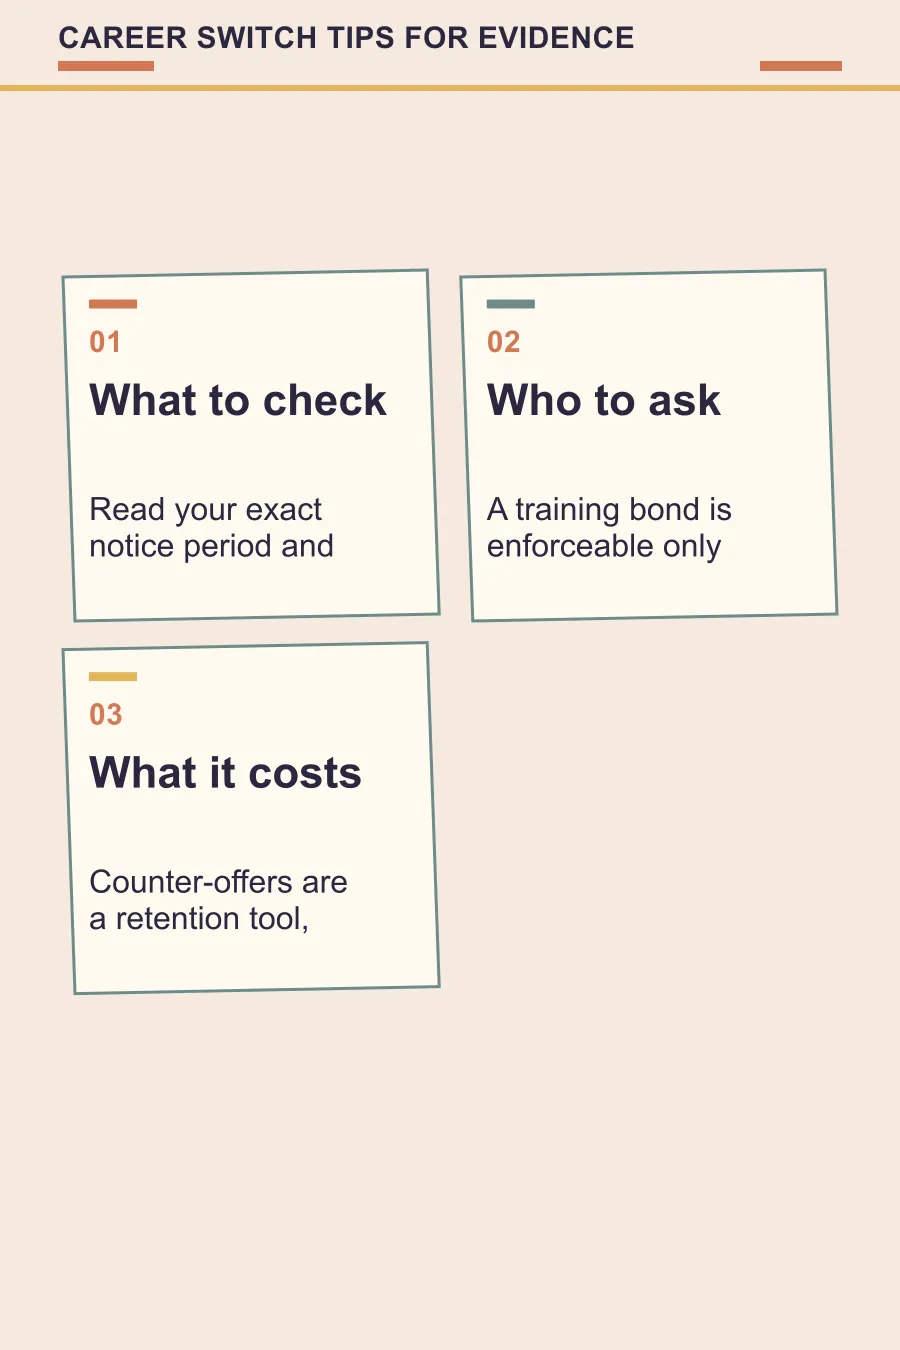 CAREER SWITCH TIPS FOR EVIDENCE
01
What to check
Read your exact
notice period and
02
Who to ask
A training bond is
enforceable only
03
What it costs
Counter-offers are
a retention tool,